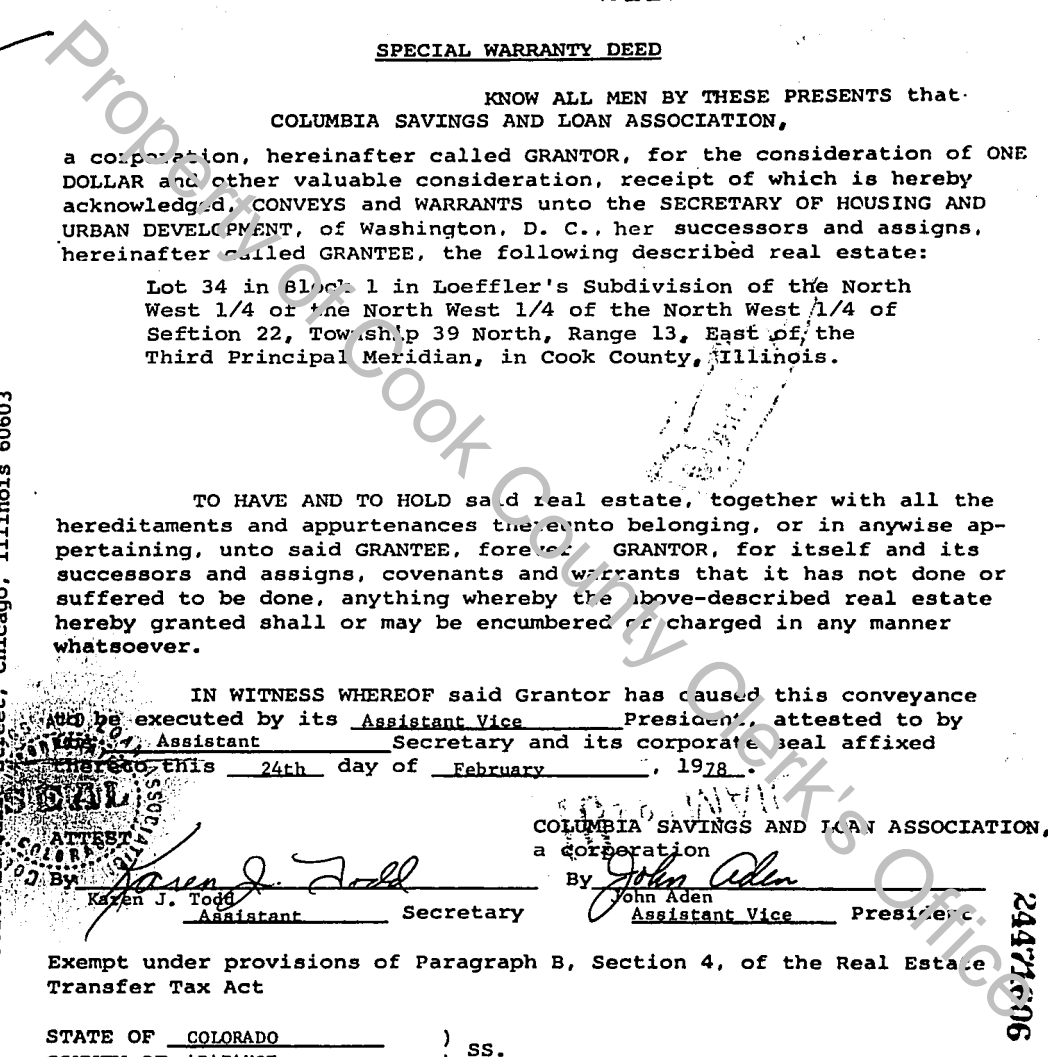 SPECIAL WARRANTY DEED
KNOW ALL MEN BY THESE PRESENTS that
COLUMBIA SAVINGS AND LOAN ASSOCIATION,
a corporation, hereinafter called GRANTOR, for the consideration of ONE
DOLLAR and other valuable consideration, receipt of which is hereby
acknowledged, CONVEYS and WARRANTS unto the SECRETARY OF HOUSING AND
URBAN DEVELOPMENT, of Washington, D. C., her successors and assigns,
hereinafter called GRANTEE, the following described real estate:
Lot 34 in Block 1 in Loeffler's Subdivision of the North
West 1/4 of the North West 1/4 of the North West 1/4 of
Seftion 22, Township 39 North, Range 13, East of the
Third Principal Meridian, in Cook County, Illinois.
TO HAVE AND TO HOLD said real estate, together with all the
hereditaments and appurtenances thereunto belonging, or in anywise ap-
pertaining, unto said GRANTEE, forever GRANTOR, for itself and its
successors and assigns, covenants and warrants that it has not done or
suffered to be done, anything whereby the above-described real estate
hereby granted shall or may be encumbered or charged in any manner
whatsoever.
IN WITNESS WHEREOF said Grantor has caused this conveyance
to be executed by its Assistant Vice President, attested to by
Assistant Secretary and its corporate seal affixed
thereto this 24th day of February, 1978.
SEAL
COLUMBIA SAVINGS AND LOAN ASSOCIATION,
a corporation
ATTEST
By Karen J. Todd By John Aden
Karen J. Todd John Aden
Assistant Secretary Assistant Vice President
Exempt under provisions of Paragraph B, Section 4, of the Real Estate
Transfer Tax Act
STATE OF COLORADO )
SS.
Chicago, Illinois 60603
24471606
Property of Cook County Clerk's Office